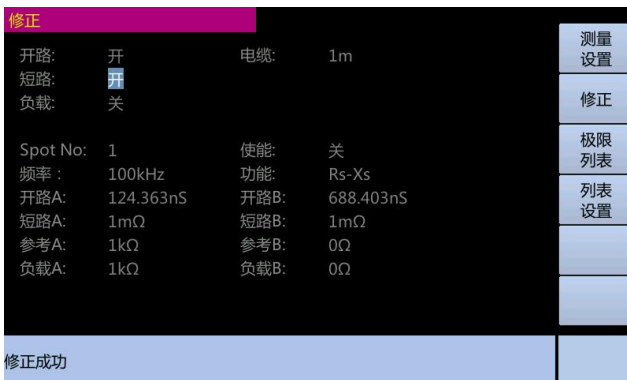 修正
开路: 开 电缆: 1m
短路: 开
负载: 关
Spot No: 1 使能: 关
频率： 100kHz 功能: Rs-Xs
开路A: 124.363nS 开路B: 688.403nS
短路A: 1mΩ 短路B: 1mΩ
参考A: 1kΩ 参考B: 0Ω
负载A: 1kΩ 负载B: 0Ω
测量
设置
修正
极限
列表
列表
设置
修正成功